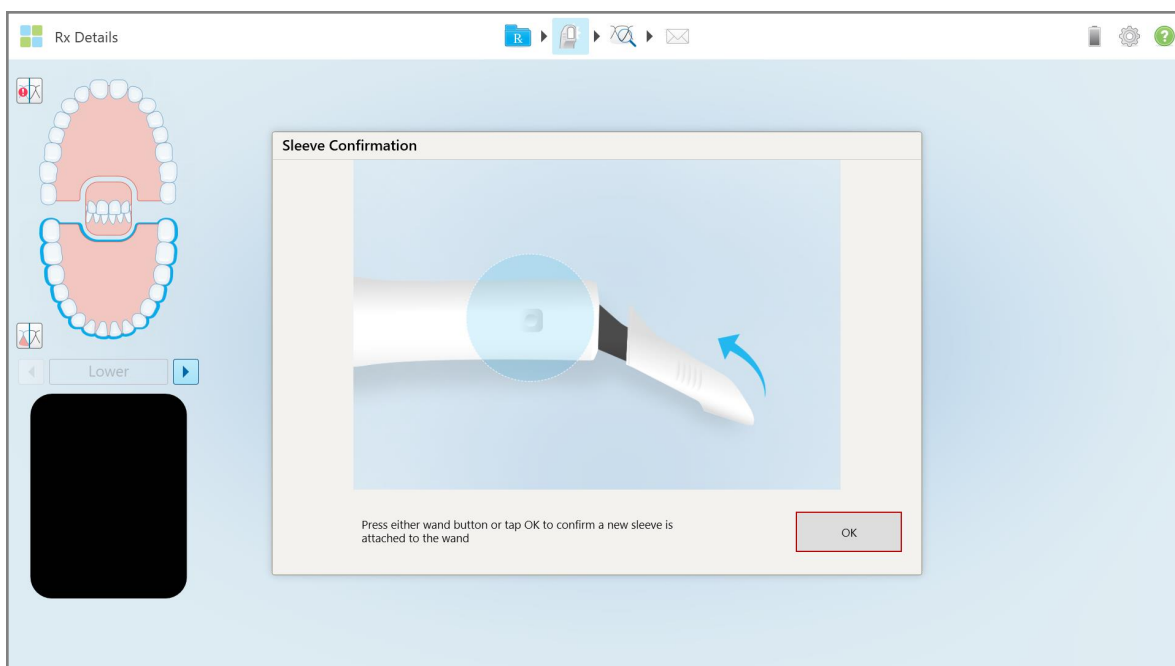 Rx Details
R
Sleeve Confirmation
Lower
Press either wand button or tap OK to confirm a new sleeve is
attached to the wand
OK
?